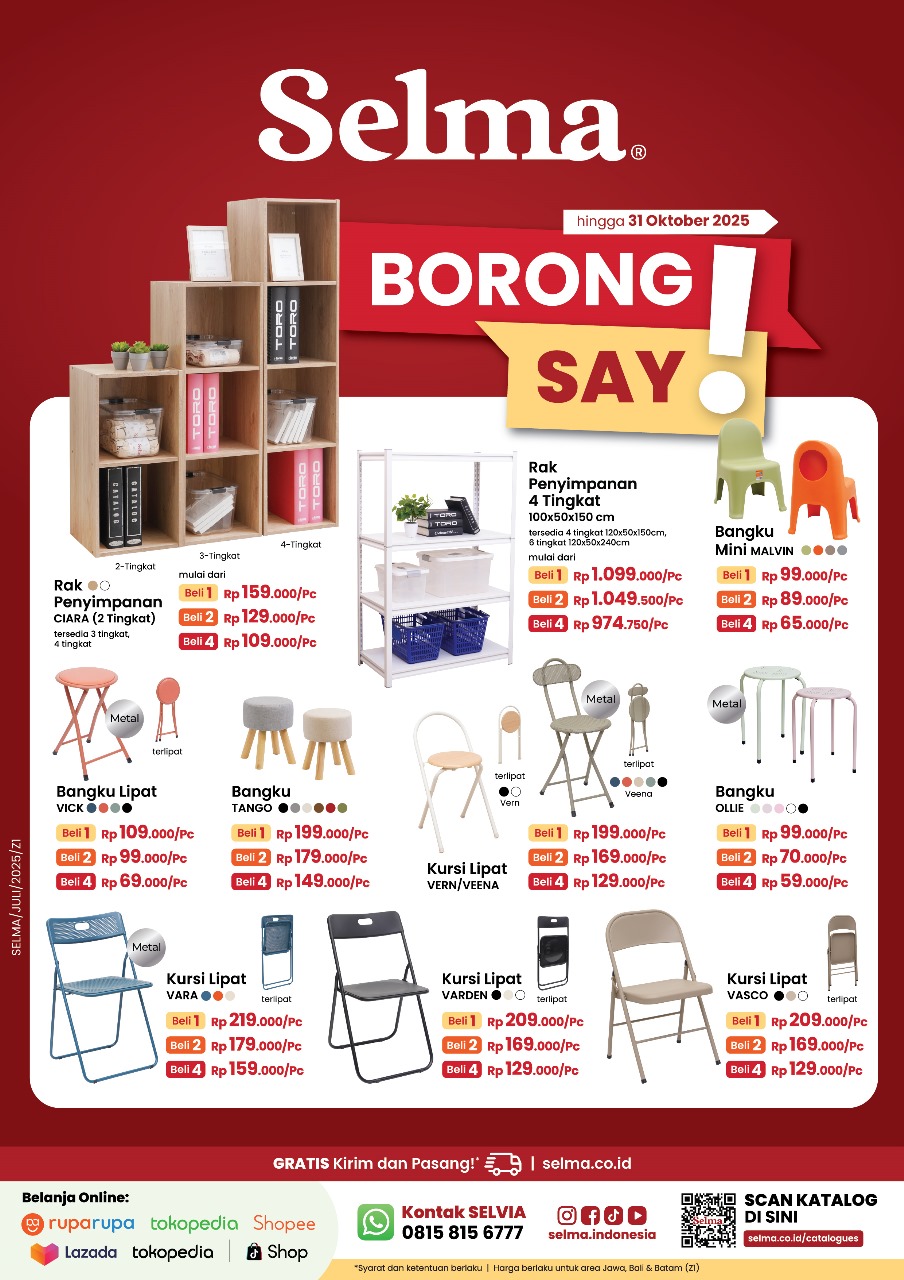 Selma®
hingga 31 Oktober 2025
BORONG
SAY!
TORO
TORO
TORO
TORO
TORO
TORO
TORO
TORO
2-Tingkat
3-Tingkat
4-Tingkat
Rak
Penyimpanan
CIARA (2 Tingkat)
tersedia 3 tingkat,
4 tingkat
mulai dari
Beli 1 Rp 159.000/Pc
Beli 2 Rp 129.000/Pc
Beli 4 Rp 109.000/Pc
TORO
TORO
Rak
Penyimpanan
4 Tingkat
100x50x150 cm
tersedia 4 tingkat 120x50x150cm,
6 tingkat 120x50x240cm
mulai dari
Beli 1 Rp 1.099.000/Pc
Beli 2 Rp 1.049.500/Pc
Beli 4 Rp 974.750/Pc
Bangku
Mini MALVIN
Beli 1 Rp 99.000/Pc
Beli 2 Rp 89.000/Pc
Beli 4 Rp 65.000/Pc
Metal
terlipat
Bangku Lipat
VICK
Beli 1 Rp 109.000/Pc
Beli 2 Rp 99.000/Pc
Beli 4 Rp 69.000/Pc
Bangku
TANGO
Beli 1 Rp 199.000/Pc
Beli 2 Rp 179.000/Pc
Beli 4 Rp 149.000/Pc
terlipat
Vern
Metal
terlipat
Veena
Kursi Lipat
VERN/VEENA
Beli 1 Rp 199.000/Pc
Beli 2 Rp 169.000/Pc
Beli 4 Rp 129.000/Pc
Metal
Bangku
OLLIE
Beli 1 Rp 99.000/Pc
Beli 2 Rp 70.000/Pc
Beli 4 Rp 59.000/Pc
Metal
terlipat
Kursi Lipat
VARA
Beli 1 Rp 219.000/Pc
Beli 2 Rp 179.000/Pc
Beli 4 Rp 159.000/Pc
terlipat
Kursi Lipat
VARDEN
Beli 1 Rp 209.000/Pc
Beli 2 Rp 169.000/Pc
Beli 4 Rp 129.000/Pc
terlipat
Kursi Lipat
VASCO
Beli 1 Rp 209.000/Pc
Beli 2 Rp 169.000/Pc
Beli 4 Rp 129.000/Pc
SELMA/JULI/2025/Z1
GRATIS Kirim dan Pasang!* | selma.co.id
Belanja Online:
ruparupa tokopedia Shopee
Lazada tokopedia | Shop
Kontak SELVIA
0815 815 6777
selma.indonesia
Selma
SCAN KATALOG
DI SINI
selma.co.id/catalogues
*Syarat dan ketentuan berlaku | Harga berlaku untuk area Jawa, Bali & Batam (Z1)